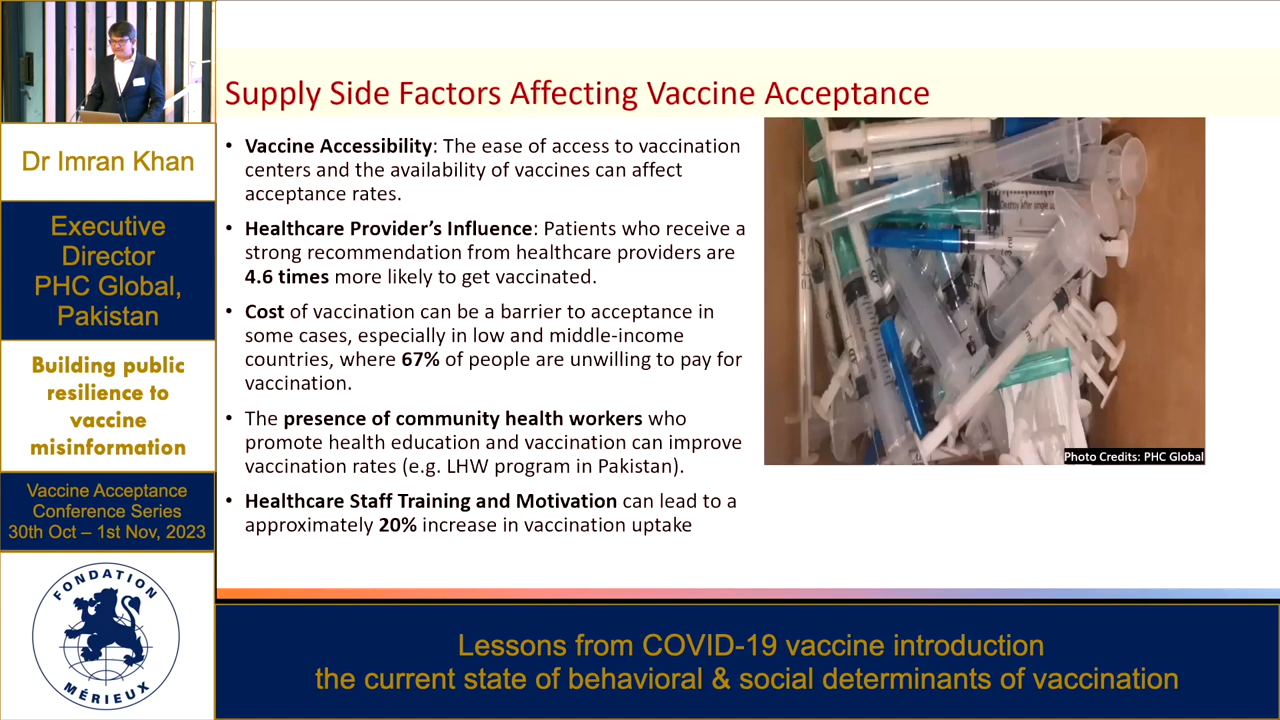 Dr Imran Khan
Executive
Director
PHC Global,
Pakistan
Building public
resilience to
vaccine
misinformation
Vaccine Acceptance
Conference Series
30th Oct – 1st Nov, 2023
FONDATION
MÉRIEUX
Supply Side Factors Affecting Vaccine Acceptance
• Vaccine Accessibility: The ease of access to vaccination
centers and the availability of vaccines can affect
acceptance rates.
• Healthcare Provider’s Influence: Patients who receive a
strong recommendation from healthcare providers are
4.6 times more likely to get vaccinated.
• Cost of vaccination can be a barrier to acceptance in
some cases, especially in low and middle-income
countries, where 67% of people are unwilling to pay for
vaccination.
• The presence of community health workers who
promote health education and vaccination can improve
vaccination rates (e.g. LHW program in Pakistan).
• Healthcare Staff Training and Motivation can lead to a
approximately 20% increase in vaccination uptake
Photo Credits: PHC Global
Lessons from COVID-19 vaccine introduction
the current state of behavioral & social determinants of vaccination